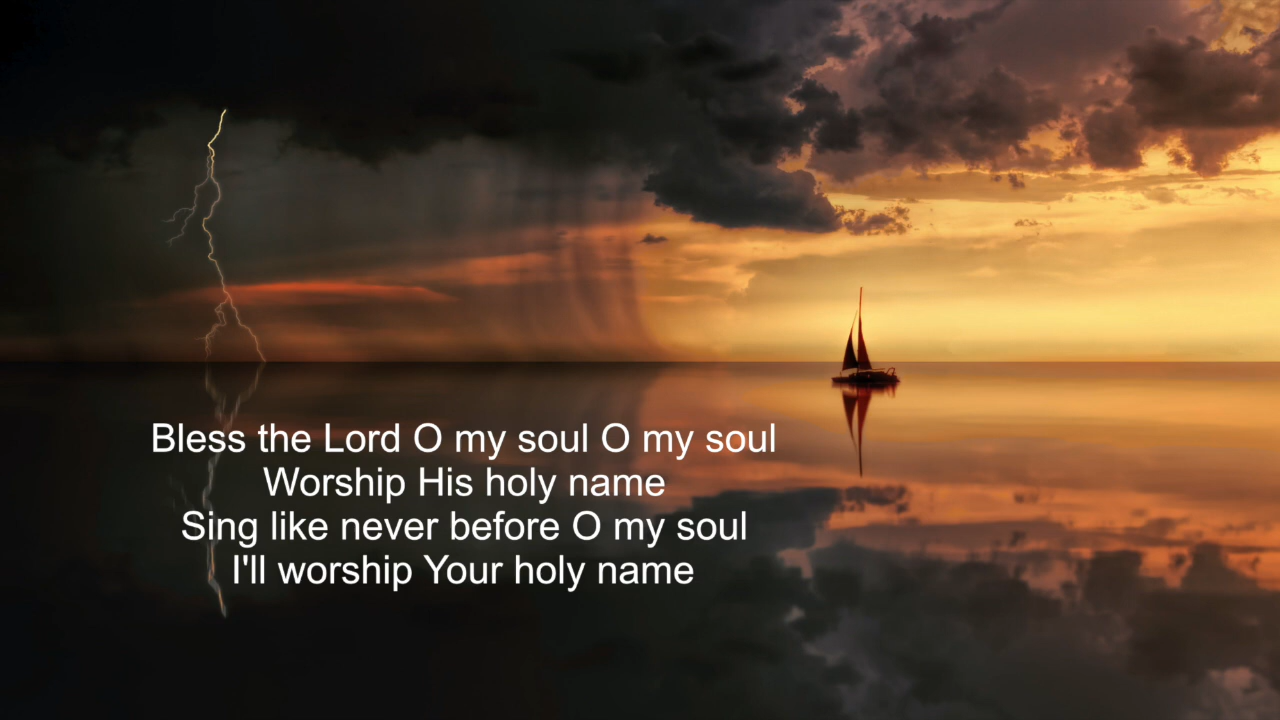 Bless the Lord O my soul O my soul
Worship His holy name
Sing like never before O my soul
I'll worship Your holy name